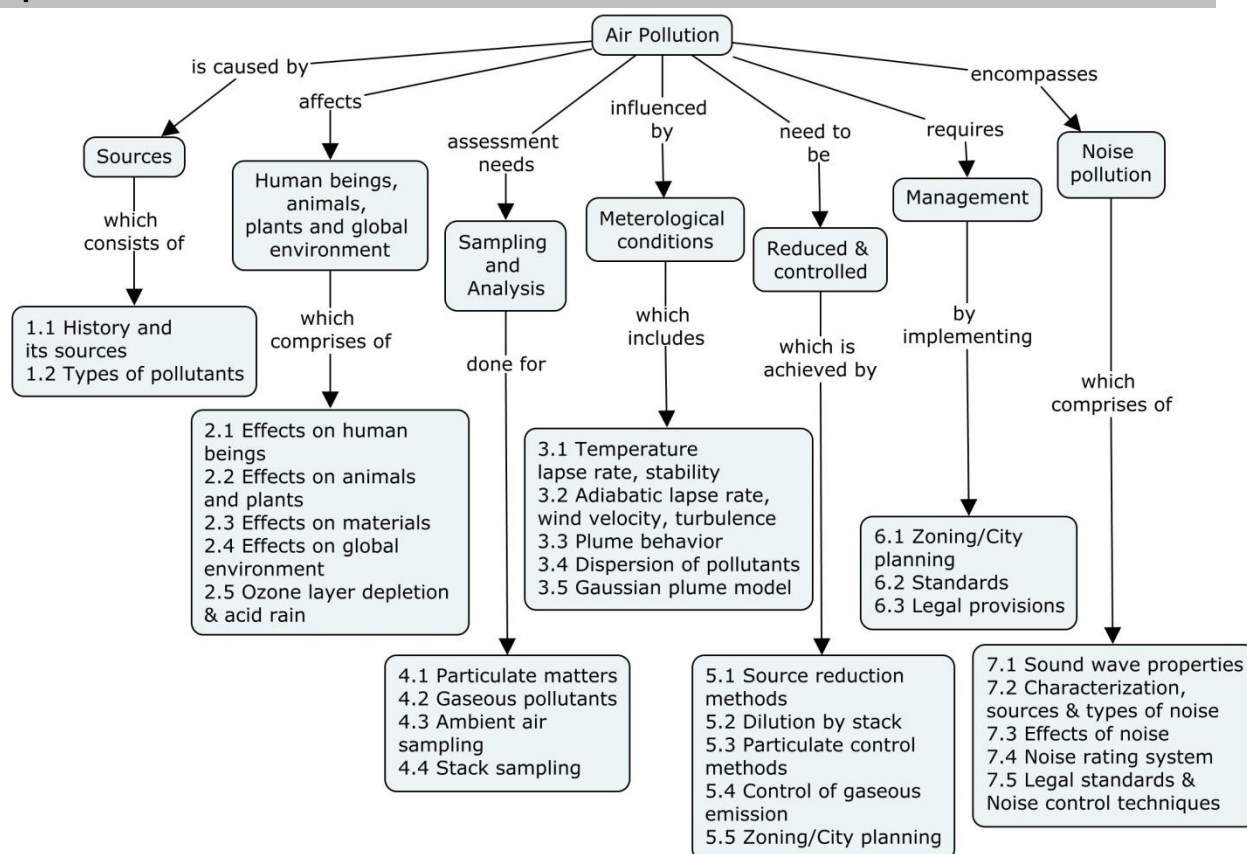 Air Pollution
is caused by
affects
assessment
needs
influenced
by
need to
be
requires
encompasses
Sources
Human beings,
animals,
plants and global
environment
Sampling
and
Analysis
Meterological
conditions
Reduced &
controlled
Management
Noise
pollution
which
consists of
which
comprises of
done for
which
includes
which is
achieved by
by
implementing
which
comprises of
1.1 History and
its sources
1.2 Types of pollutants
2.1 Effects on human
beings
2.2 Effects on animals
and plants
2.3 Effects on materials
2.4 Effects on global
environment
2.5 Ozone layer depletion
& acid rain
3.1 Temperature
lapse rate, stability
3.2 Adiabatic lapse rate,
wind velocity, turbulence
3.3 Plume behavior
3.4 Dispersion of pollutants
3.5 Gaussian plume model
6.1 Zoning/City
planning
6.2 Standards
6.3 Legal provisions
4.1 Particulate matters
4.2 Gaseous pollutants
4.3 Ambient air
sampling
4.4 Stack sampling
5.1 Source reduction
methods
5.2 Dilution by stack
5.3 Particulate control
methods
5.4 Control of gaseous
emission
5.5 Zoning/City planning
7.1 Sound wave properties
7.2 Characterization,
sources & types of noise
7.3 Effects of noise
7.4 Noise rating system
7.5 Legal standards &
Noise control techniques